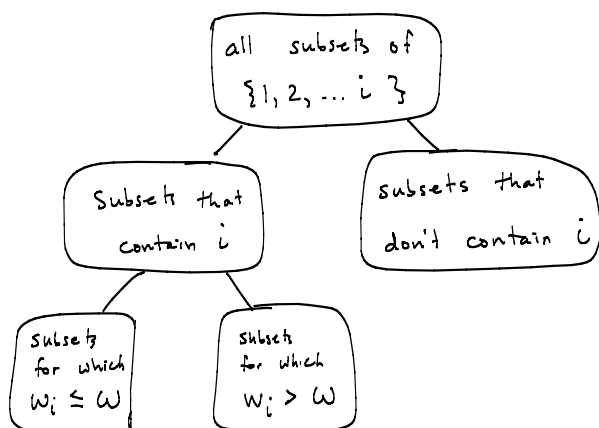 all subsets of
{1, 2, ... i }
Subsets that
contain i
subsets that
don't contain i
subsets
for which
wi ≤ W
subsets
for which
wi > W